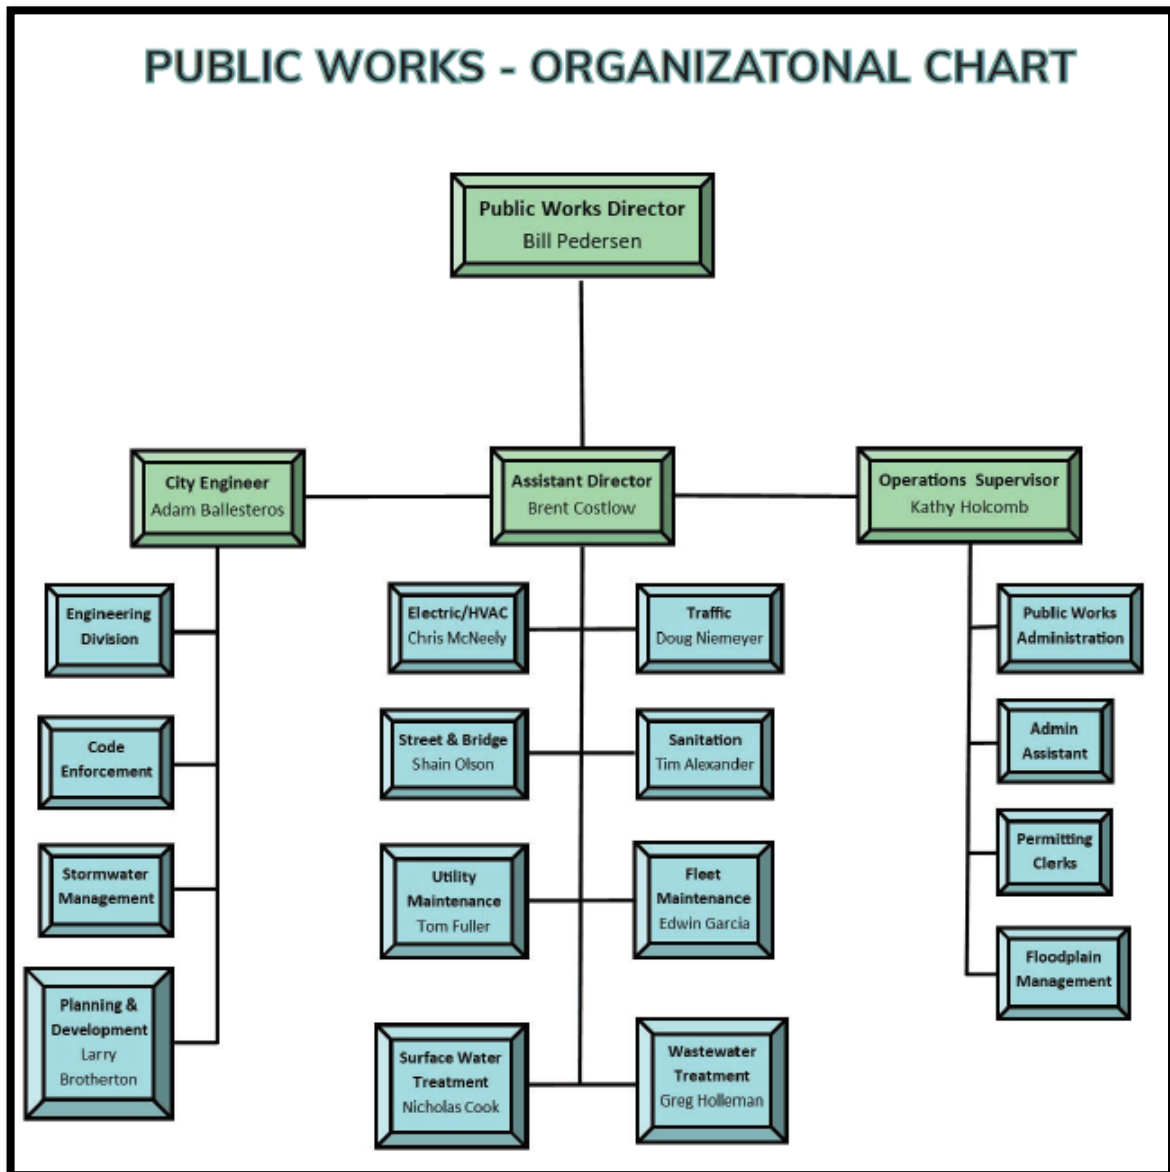 PUBLIC WORKS - ORGANIZATONAL CHART
Public Works Director
Bill Pedersen
City Engineer
Adam Ballesteros
Assistant Director
Brent Costlow
Operations Supervisor
Kathy Holcomb
Engineering
Division
Code
Enforcement
Stormwater
Management
Planning &
Development
Larry
Brotherton
Electric/HVAC
Chris McNeely
Traffic
Doug Niemeyer
Street & Bridge
Shain Olson
Sanitation
Tim Alexander
Utility
Maintenance
Tom Fuller
Fleet
Maintenance
Edwin Garcia
Surface Water
Treatment
Nicholas Cook
Wastewater
Treatment
Greg Holleman
Public Works
Administration
Admin
Assistant
Permitting
Clerks
Floodplain
Management